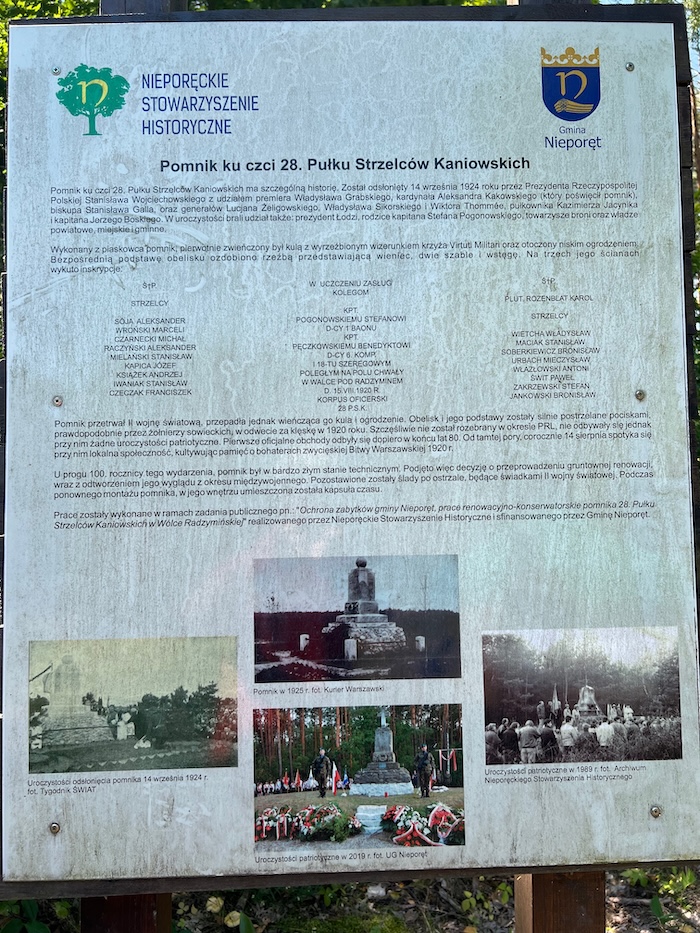 n
NIEPORĘCKIE
STOWARZYSZENIE
HISTORYCZNE
n
Gmina
Nieporęt
Pomnik ku czci 28. Pułku Strzelców Kaniowskich
Pomnik ku czci 28. Pułku Strzelców Kaniowskich ma szczególną historię. Został odsłonięty 14 września 1924 roku przez Prezydenta Rzeczypospolitej
Polskiej Stanisława Wojciechowskiego z udziałem premiera Władysława Grabskiego, kardynała Aleksandra Kakowskiego (który poświęcił pomnik),
biskupa Stanisława Galla, oraz generałów Lucjana Żeligowskiego, Władysława Sikorskiego i Wiktora Thommée, pułkownika Kazimierza Jacynika
i kapitana Jerzego Boskiego. W uroczystości brali udział także: prezydent Łodzi, rodzice kapitana Stefana Pogonowskiego, towarzysze broni oraz władze
powiatowe, miejskie i gminne.
Wykonany z piaskowca pomnik, pierwotnie zwieńczony był kulą z wyrzeźbionym wizerunkiem krzyża Virtuti Militari oraz otoczony niskim ogrodzeniem.
Bezpośrednią podstawę obelisku ozdobiono rzeźbą przedstawiającą wieniec, dwie szable i wstęgę. Na trzech jego ścianach
wykuto inskrypcje:
Ś†P.
STRZELCY
SOJA ALEKSANDER
WROŃSKI MARCELI
CZARNECKI MICHAŁ
RACZYŃSKI ALEKSANDER
MIELAŃSKI STANISŁAW
KAPICA JÓZEF
KSIĄŻEK ANDRZEJ
IWANIAK STANISŁAW
CZECZAK FRANCISZEK
W UCZCZENIU ZASŁUG
KOLEGOM
KPT.
POGONOWSKIEMU STEFANOWI
D-CY 1 BAONU
KPT.
PĘCZKOWSKIEMU BENEDYKTOWI
D-CY 6. KOMP.
I 18-TU SZEREGOWYM
POLEGŁYM NA POLU CHWAŁY
W WALCE POD RADZYMINEM
D. 15.VIII.1920 R.
KORPUS OFICERSKI
28 P.S.K.
Ś†P.
PLUT. ROZENBLAT KAROL
STRZELCY
WIETCHA WŁADYSŁAW
MACIAK STANISŁAW
SOBERKIEWICZ BRONISŁAW
URBACH MIECZYSŁAW
WŁAZŁOWSKI ANTONI
ŚWIT PAWEŁ
ZAKRZEWSKI STEFAN
JANKOWSKI BRONISŁAW
Pomnik przetrwał II wojnę światową, przepadła jednak wieńcząca go kula i ogrodzenie. Obelisk i jego podstawy zostały silnie postrzelane pociskami,
prawdopodobnie przez żołnierzy sowieckich, w odwecie za klęskę w 1920 roku. Szczęśliwie nie został rozebrany w okresie PRL, nie odbywały się jednak
przy nim żadne uroczystości patriotyczne. Pierwsze oficjalne obchody odbyły się dopiero w końcu lat 80. Od tamtej pory, corocznie 14 sierpnia spotyka się
przy nim lokalna społeczność, kultywując pamięć o bohaterach zwycięskiej Bitwy Warszawskiej 1920 r.
U progu 100. rocznicy tego wydarzenia, pomnik był w bardzo złym stanie technicznym. Podjęto więc decyzję o przeprowadzeniu gruntownej renowacji,
wraz z odtworzeniem jego wyglądu z okresu międzywojennego. Pozostawione zostały ślady po ostrzale, będące świadkami II wojny światowej. Podczas
ponownego montażu pomnika, w jego wnętrzu umieszczona została kapsuła czasu.
Prace zostały wykonane w ramach zadania publicznego pn.: "Ochrona zabytków gminy Nieporęt, prace renowacyjno-konserwatorskie pomnika 28. Pułku
Strzelców Kaniowskich w Wólce Radzymińskiej" realizowanego przez Nieporęckie Stowarzyszenie Historyczne i sfinansowanego przez Gminę Nieporęt.
Pomnik w 1925 r. fot. Kurier Warszawski
Uroczystości odsłonięcia pomnika 14 września 1924 r.
fot. Tygodnik ŚWIAT
Uroczystości patriotyczne w 1989 r. fot. Archiwum
Nieporęckiego Stowarzyszenia Historycznego
Uroczystości patriotyczne w 2019 r. fot. UG Nieporęt